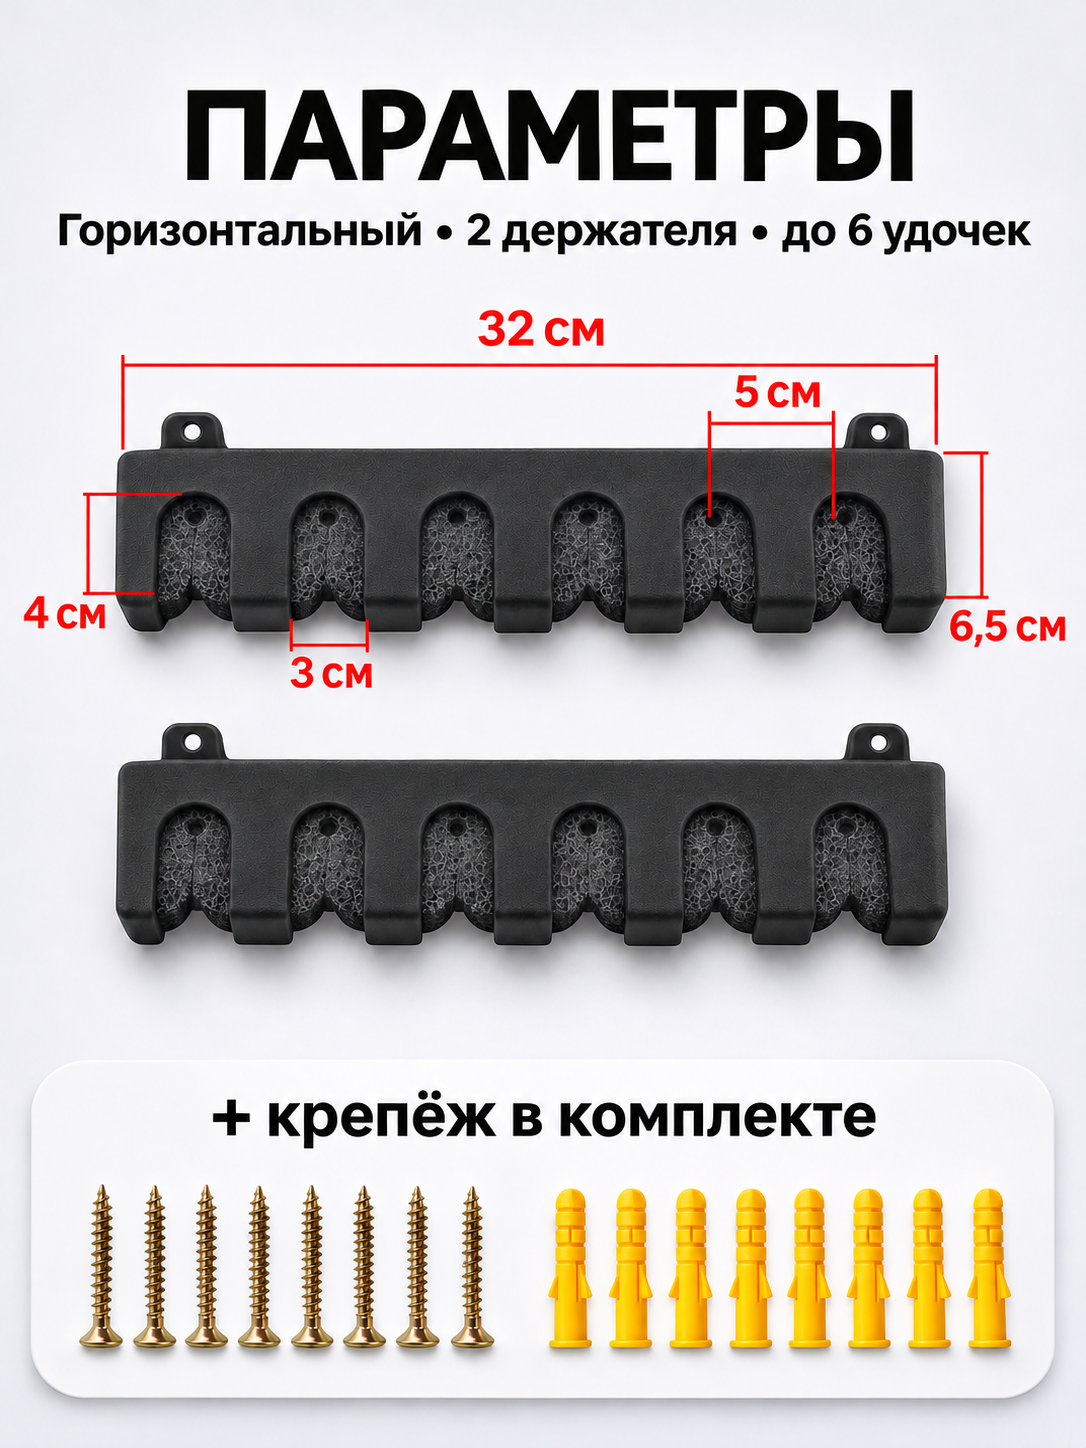 ПАРАМЕТРЫ
Горизонтальный • 2 держателя • до 6 удочек
32 см
5 см
4 см
3 см
6,5 см
+ крепёж в комплекте